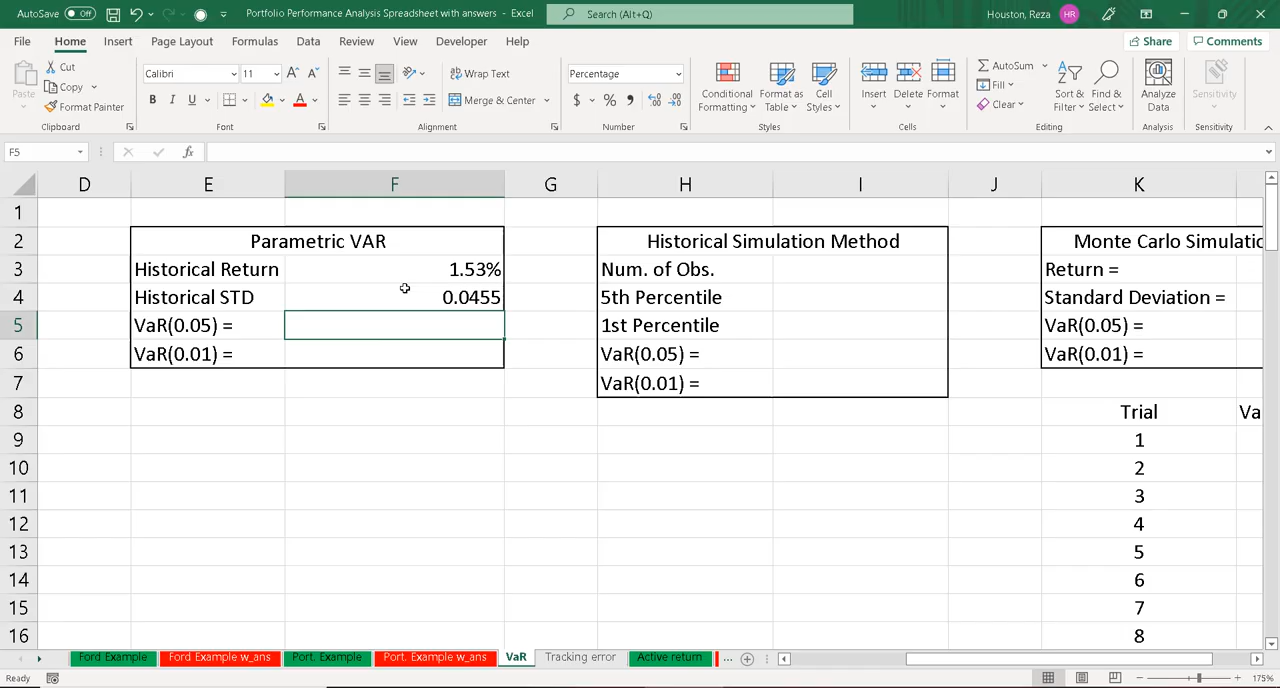 AutoSave Off Portfolio Performance Analysis Spreadsheet with answers - Excel Search (Alt+Q) Houston, Reza HR
File Home Insert Page Layout Formulas Data Review View Developer Help Share Comments
Paste Cut Copy Format Painter Clipboard
Calibri 11 B I U Font
Wrap Text Merge & Center Alignment
Percentage $ % Number
Conditional Formatting Format as Table Cell Styles Styles
Insert Delete Format Cells
AutoSum Fill Clear Sort & Filter Find & Select Editing
Analyze Data Analysis
Sensitivity Sensitivity
F5 fx
D E F G H I J K
1
2 Parametric VAR Historical Simulation Method Monte Carlo Simulatio
3 Historical Return 1.53% Num. of Obs. Return =
4 Historical STD 0.0455 5th Percentile Standard Deviation =
5 VaR(0.05) = 1st Percentile VaR(0.05) =
6 VaR(0.01) = VaR(0.05) = VaR(0.01) =
7 VaR(0.01) =
8 Trial Va
9 1
10 2
11 3
12 4
13 5
14 6
15 7
16 8
Ford Example Ford Example w_ans Port. Example Port. Example w_ans VaR Tracking error Active return ...
Ready 175%